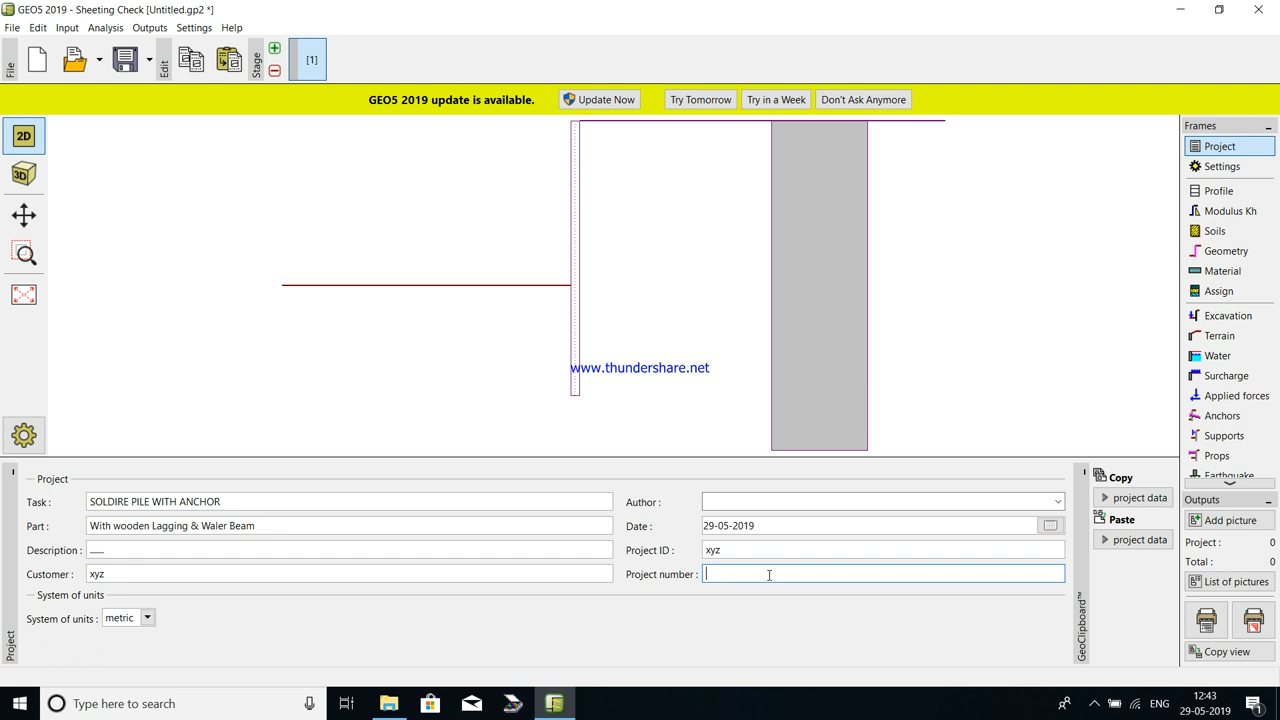 GEO5 2019 - Sheeting Check [Untitled.gp2 *]
File Edit Input Analysis Outputs Settings Help
File
Edit
Stage
[1]
GEO5 2019 update is available. Update Now Try Tomorrow Try in a Week Don't Ask Anymore
2D
3D
www.thundershare.net
Frames
Project
Settings
Profile
Modulus Kh
Soils
Geometry
Material
Assign
Excavation
Terrain
Water
Surcharge
Applied forces
Anchors
Supports
Props
Earthquake
Outputs
Add picture
Project : 0
Total : 0
List of pictures
Copy view
Project
Project
Task : SOLDIRE PILE WITH ANCHOR
Part : With wooden Lagging & Waler Beam
Description : ......
Customer : xyz
Author :
Date : 29-05-2019
Project ID : xyz
Project number :
System of units
System of units : metric
GeoClipboard™
Copy
project data
Paste
project data
Type here to search
ENG
12:43
29-05-2019
1